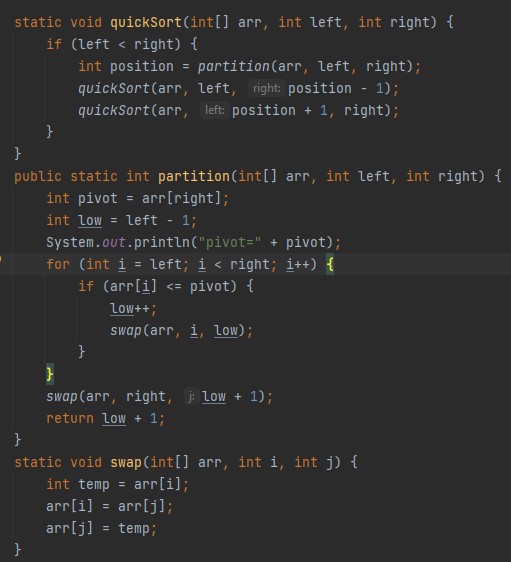 static void quickSort(int[] arr, int left, int right) {
    if (left < right) {
        int position = partition(arr, left, right);
        quickSort(arr, left, right: position - 1);
        quickSort(arr, left: position + 1, right);
    }
}
public static int partition(int[] arr, int left, int right) {
    int pivot = arr[right];
    int low = left - 1;
    System.out.println("pivot=" + pivot);
    for (int i = left; i < right; i++) {
        if (arr[i] <= pivot) {
            low++;
            swap(arr, i, low);
        }
    }
    swap(arr, right, j: low + 1);
    return low + 1;
}
static void swap(int[] arr, int i, int j) {
    int temp = arr[i];
    arr[i] = arr[j];
    arr[j] = temp;
}